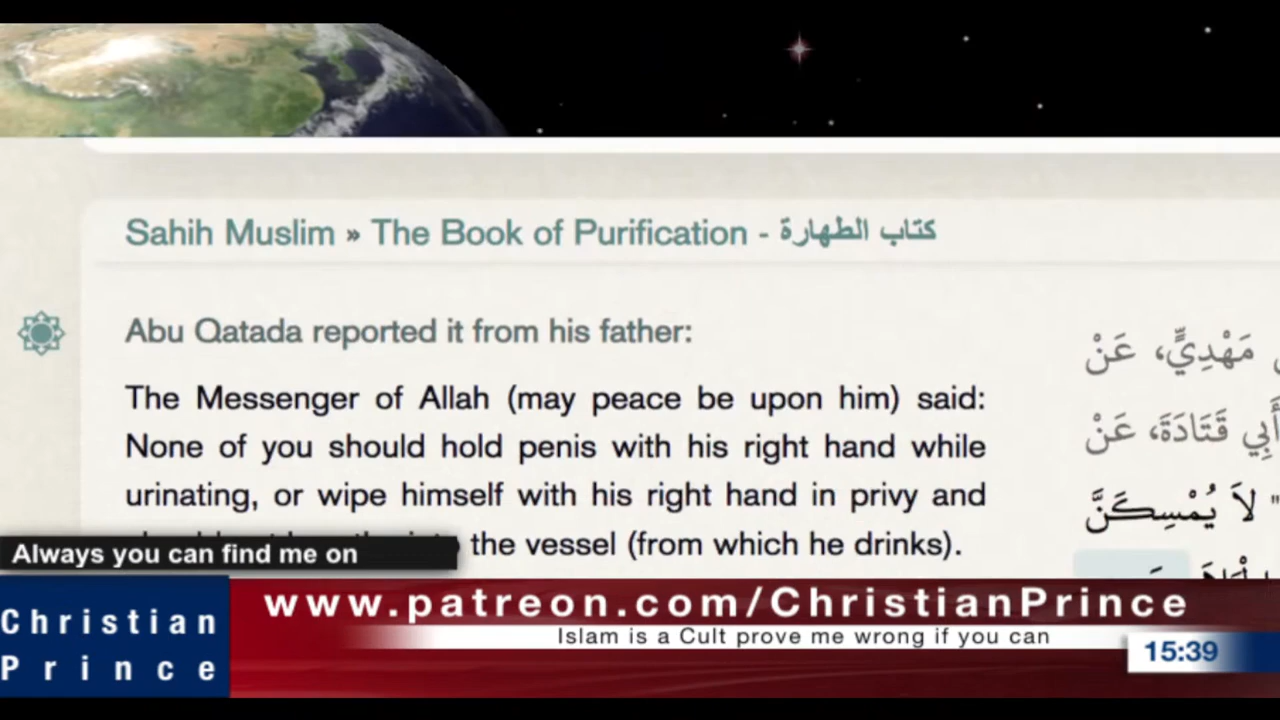 Sahih Muslim » The Book of Purification - كتاب الطهارة
Abu Qatada reported it from his father:
The Messenger of Allah (may peace be upon him) said:
None of you should hold penis with his right hand while
urinating, or wipe himself with his right hand in privy and
the vessel (from which he drinks).
مَهْدِيٍّ، عَنْ
أَبِي قَتَادَةَ، عَنْ
" لاَ يُمْسِكَنَّ
Always you can find me on
Christian
Prince
www.patreon.com/ChristianPrince
Islam is a Cult prove me wrong if you can
15:39